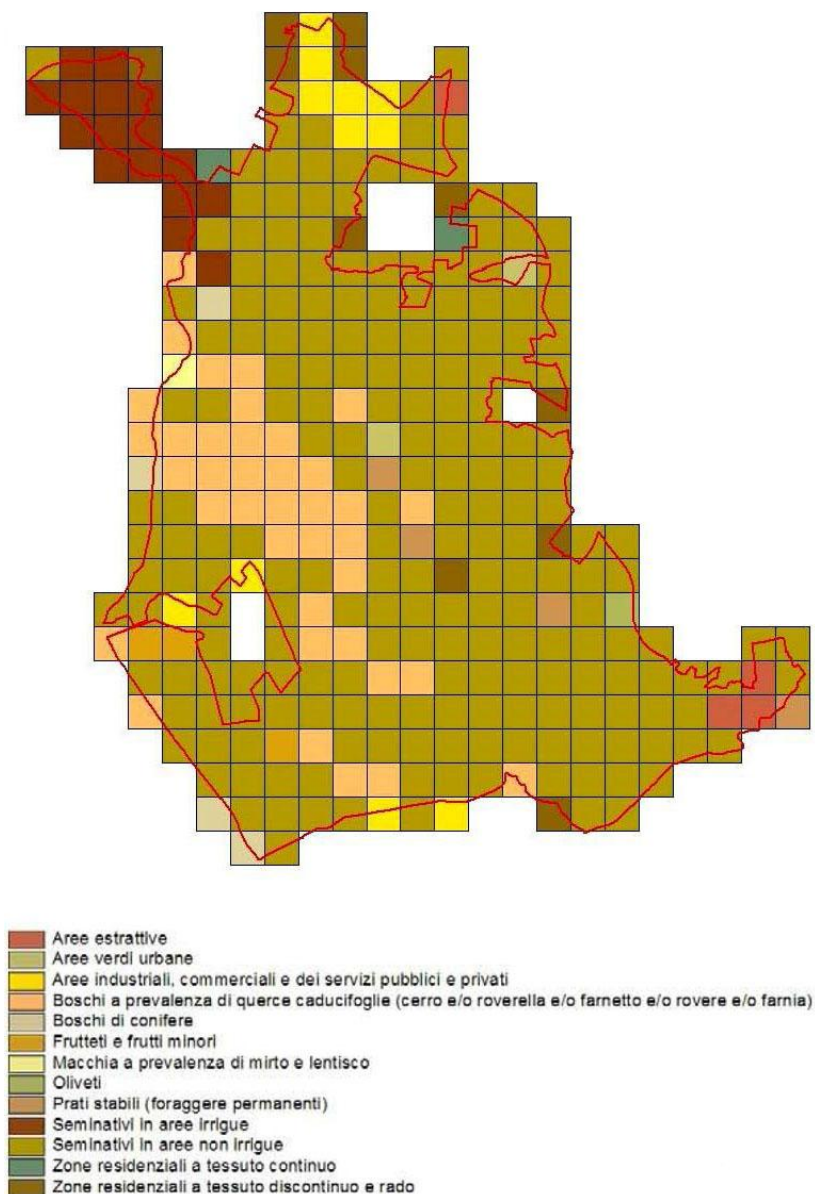 Aree estrattive
Aree verdi urbane
Aree industriali, commerciali e dei servizi pubblici e privati
Boschi a prevalenza di querce caducifoglie (cerro e/o roverella e/o farnetto e/o rovere e/o farnia)
Boschi di conifere
Frutteti e frutti minori
Macchia a prevalenza di mirto e lentisco
Oliveti
Prati stabili (foraggere permanenti)
Seminativi in aree irrigue
Seminativi in aree non irrigue
Zone residenziali a tessuto continuo
Zone residenziali a tessuto discontinuo e rado